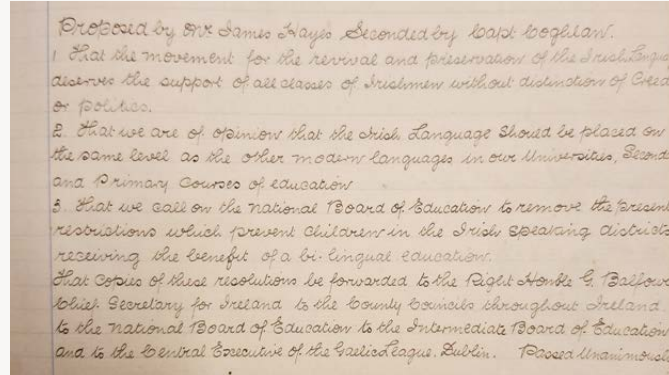 Proposed by Mr James Hayes Seconded by Capt Coghlan.
1 That the movement for the revival and preservation of the Irish Langua
deserves the support of all classes of Irishmen without distinction of Creed
or politics.
2. That we are of opinion that the Irish Language should be placed on
the same level as the other modern languages in our Universities, Second
and Primary Courses of education
3. That we call on the National Board of Education to remove the present
restrictions which prevent children in the Irish speaking districts
receiving the benefit of a bi-lingual education.
That copies of these resolutions be forwarded to the Right Honble G. Balfour
Chief Secretary for Ireland to the County Councils throughout Ireland.
to the National Board of Education to the Intermediate Board of Education
and to the Central Executive of the Gaelic League. Dublin. Passed Unanimously